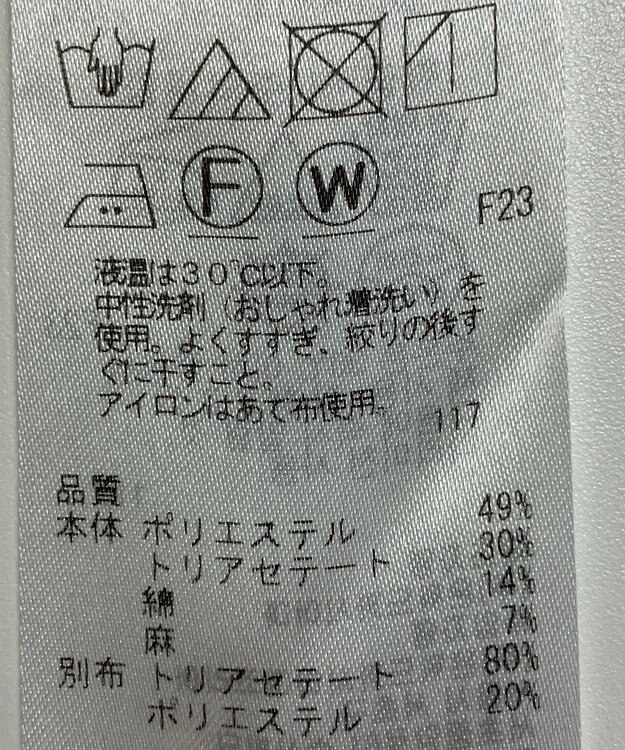 F W
F23
液温は30℃以下。
中性洗剤（おしゃれ着洗い）を
使用。よくすすぎ、絞りの後す
ぐに干すこと。
アイロンはあて布使用。
117
品質
本体 ポリエステル 49%
トリアセテート 30%
綿 14%
麻 7%
別布 トリアセテート 80%
ポリエステル 20%